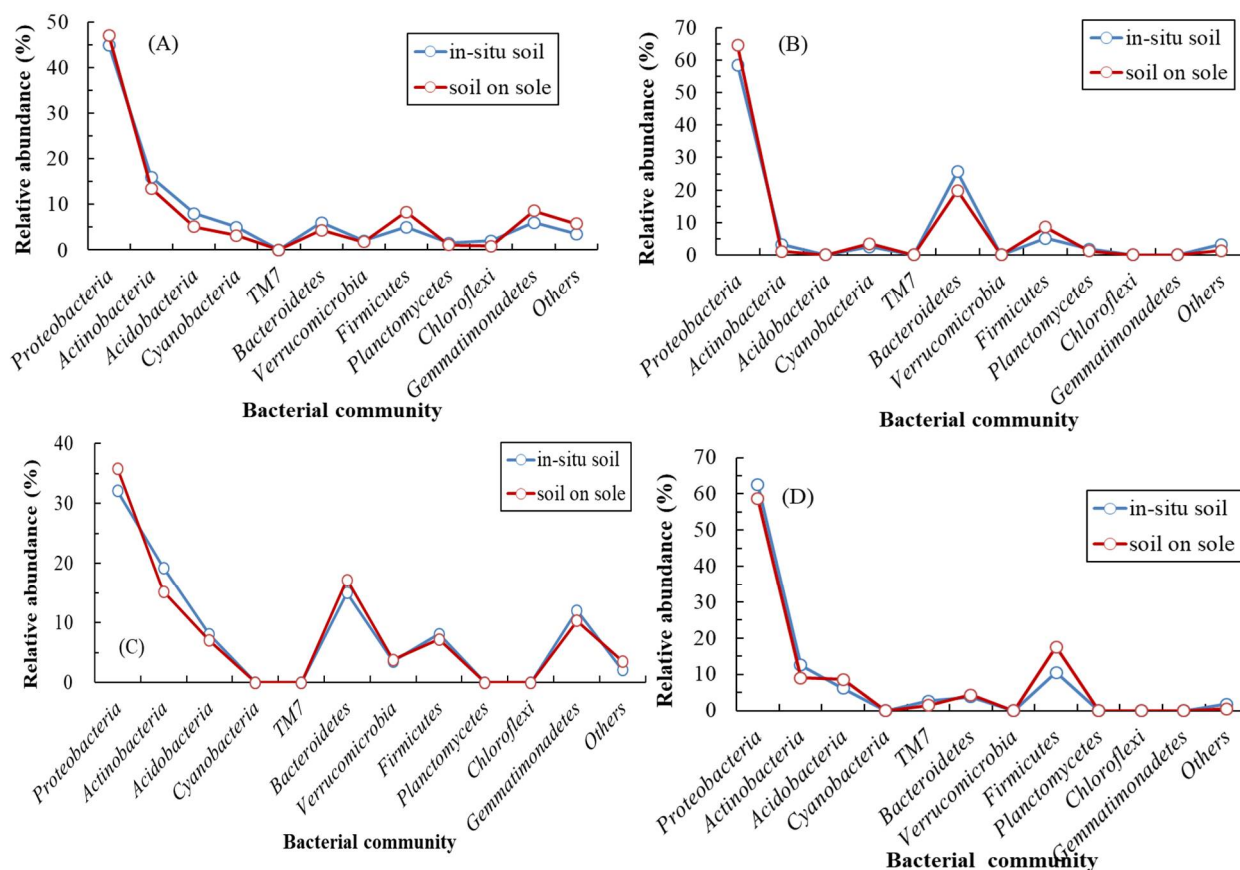 (A)
in-situ soil
soil on sole
Relative abundance (%)
50
40
30
20
10
0
Proteobacteria
Actinobacteria
Acidobacteria
Cyanobacteria
TM7
Bacteroidetes
Verrucomicrobia
Firmicutes
Planctomycetes
Chloroflexi
Gemmatimonadetes
Others
Bacterial community
(B)
in-situ soil
soil on sole
Relative abundance (%)
70
60
50
40
30
20
10
0
Proteobacteria
Actinobacteria
Acidobacteria
Cyanobacteria
TM7
Bacteroidetes
Verrucomicrobia
Firmicutes
Planctomycetes
Chloroflexi
Gemmatimonadetes
Others
Bacterial community
(C)
in-situ soil
soil on sole
Relative abundance (%)
40
30
20
10
0
Proteobacteria
Actinobacteria
Acidobacteria
Cyanobacteria
TM7
Bacteroidetes
Verrucomicrobia
Firmicutes
Planctomycetes
Chloroflexi
Gemmatimonadetes
Others
Bacterial community
(D)
in-situ soil
soil on sole
Relative abundance (%)
70
60
50
40
30
20
10
0
Proteobacteria
Actinobacteria
Acidobacteria
Cyanobacteria
TM7
Bacteroidetes
Verrucomicrobia
Firmicutes
Planctomycetes
Chloroflexi
Gemmatimonadetes
Others
Bacterial community